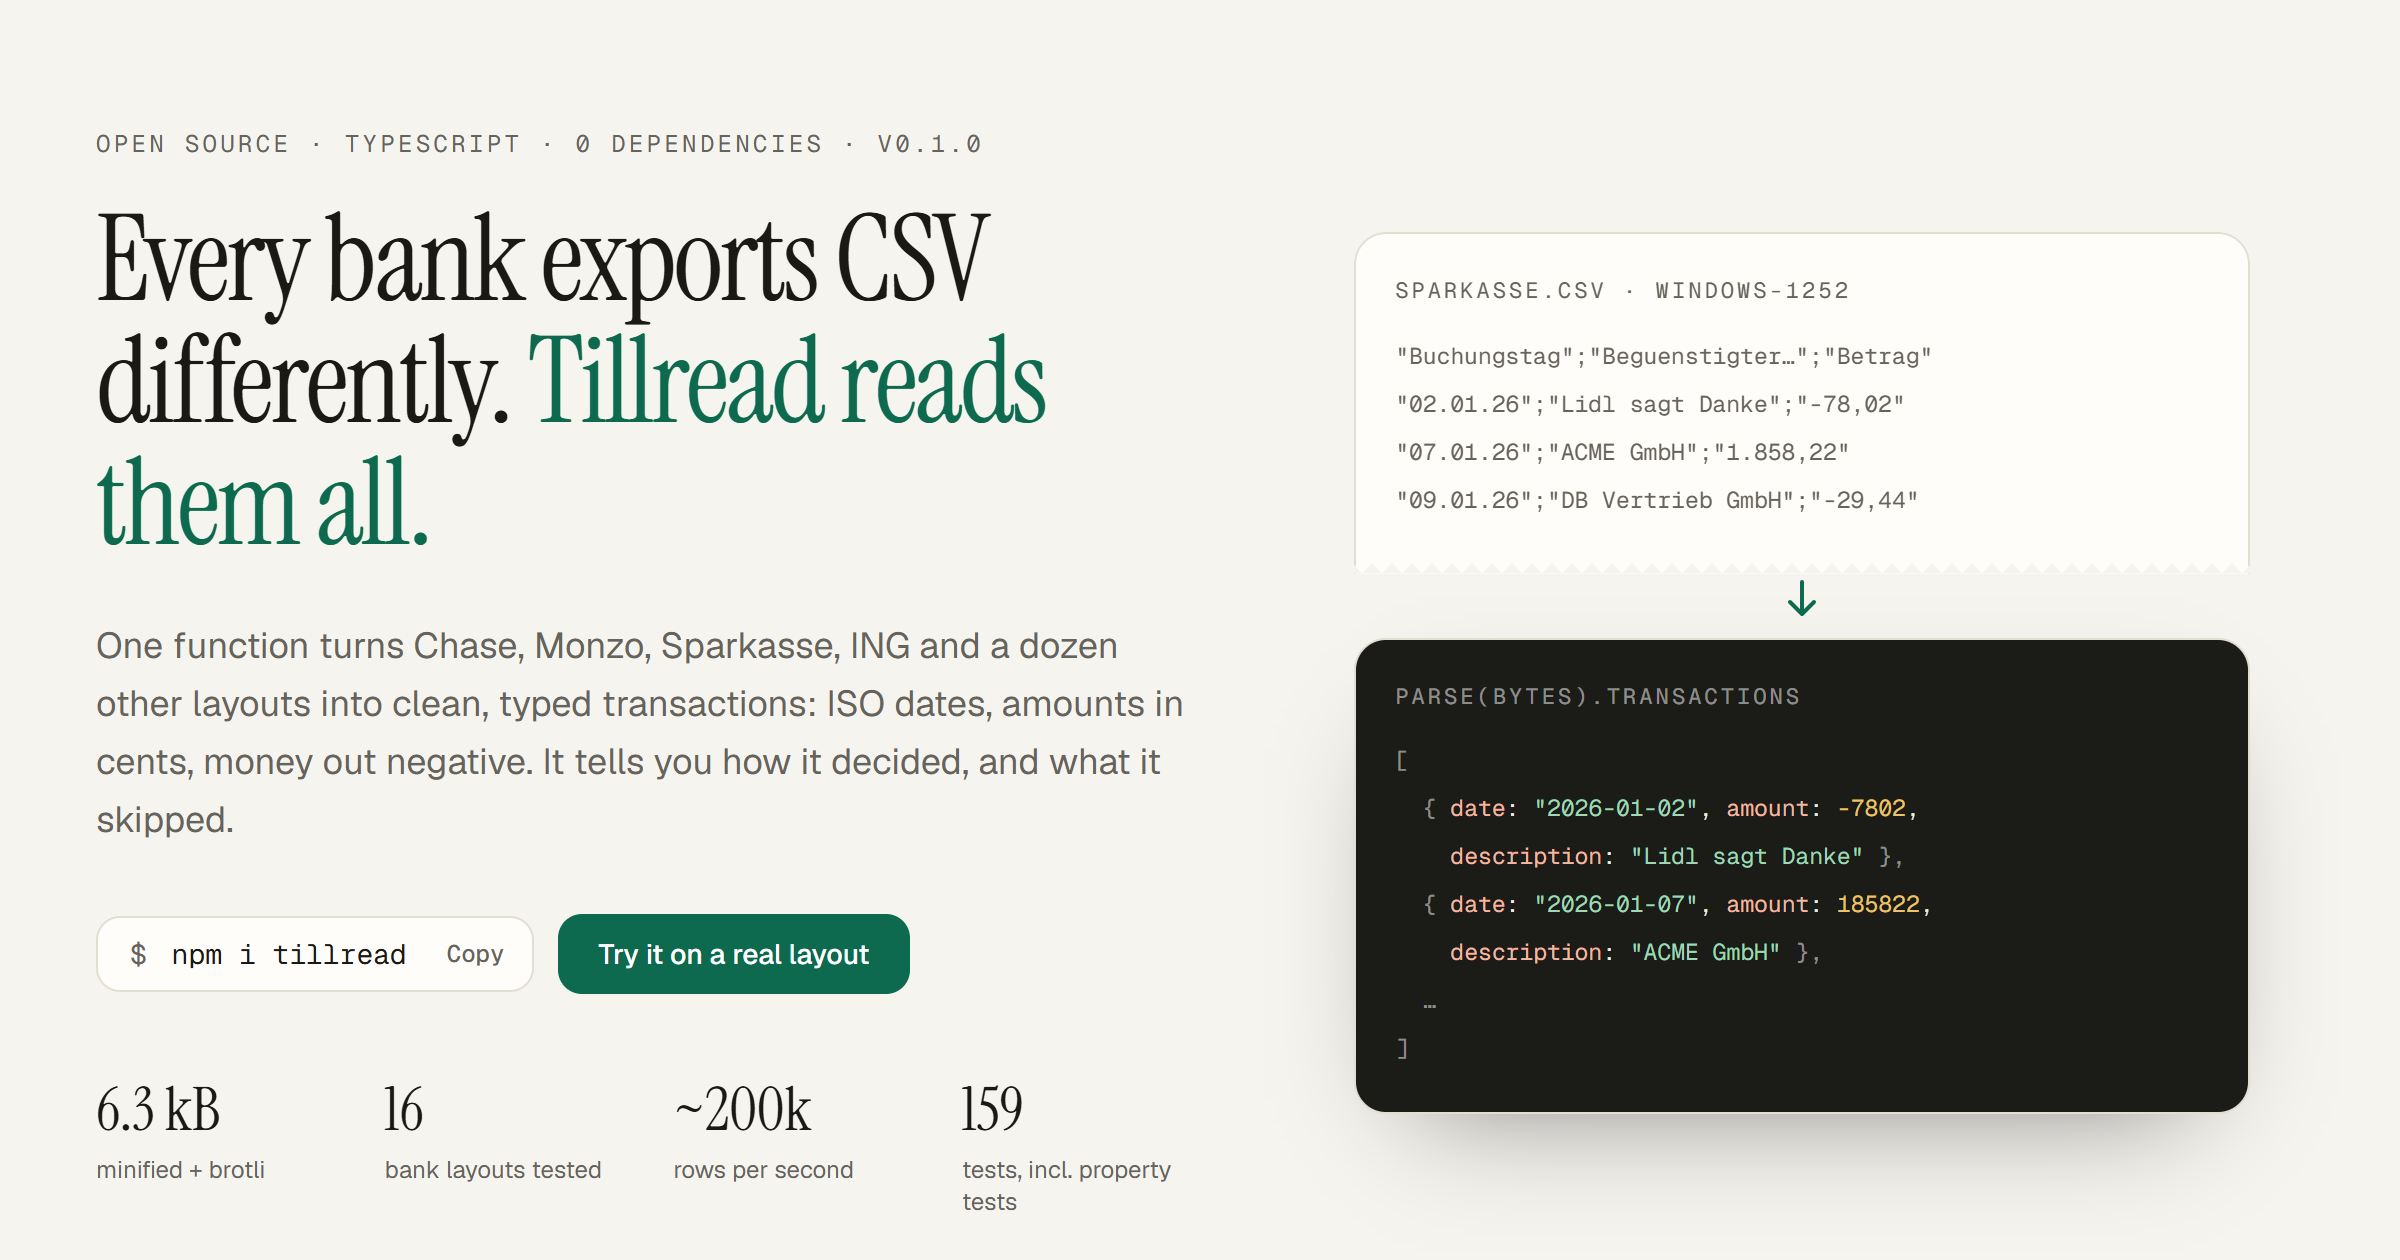 OPEN SOURCE · TYPESCRIPT · 0 DEPENDENCIES · V0.1.0
Every bank exports CSV
differently. Tillread reads
them all.
One function turns Chase, Monzo, Sparkasse, ING and a dozen
other layouts into clean, typed transactions: ISO dates, amounts in
cents, money out negative. It tells you how it decided, and what it
skipped.
$ npm i tillread Copy
Try it on a real layout
6.3 kB
minified + brotli
16
bank layouts tested
~200k
rows per second
159
tests, incl. property
tests
SPARKASSE.CSV · WINDOWS-1252
"Buchungstag";"Beguenstigter…";"Betrag"
"02.01.26";"Lidl sagt Danke";"-78,02"
"07.01.26";"ACME GmbH";"1.858,22"
"09.01.26";"DB Vertrieb GmbH";"-29,44"
PARSE(BYTES).TRANSACTIONS
[
{ date: "2026-01-02", amount: -7802,
description: "Lidl sagt Danke" },
{ date: "2026-01-07", amount: 185822,
description: "ACME GmbH" },
…
]